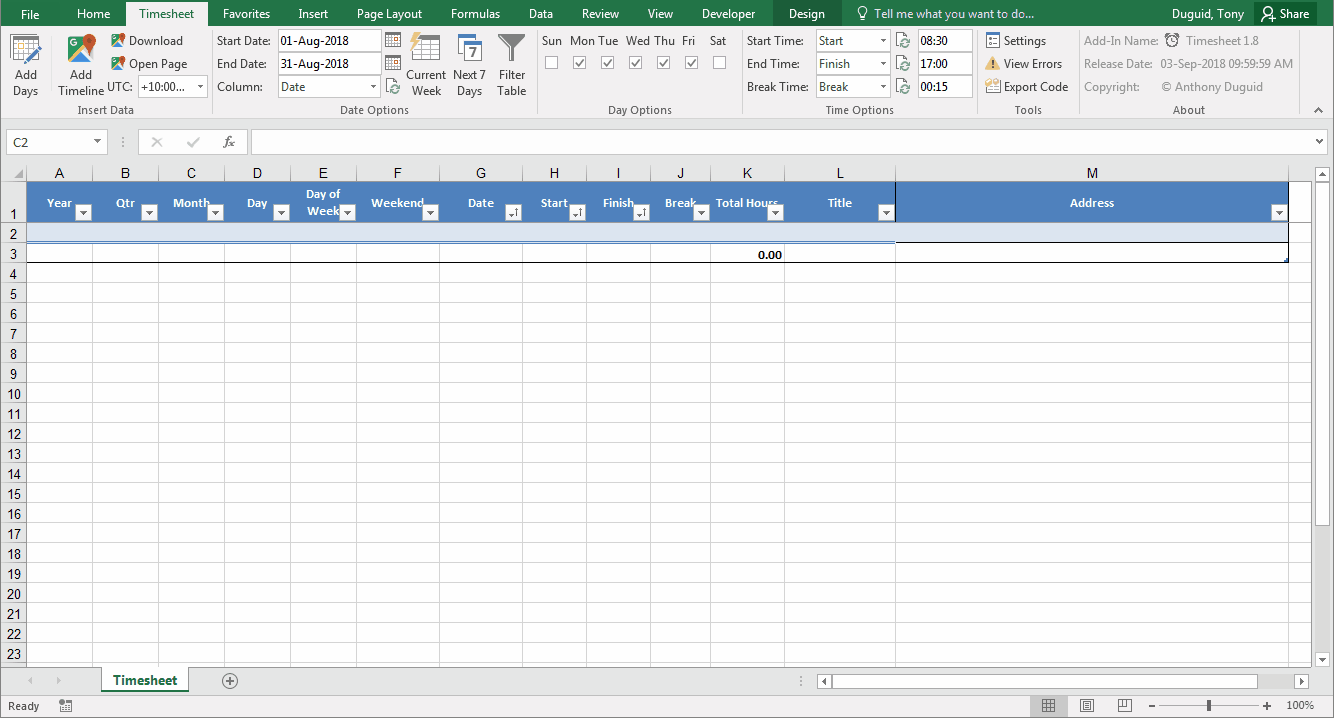 File Home Timesheet Favorites Insert Page Layout Formulas Data Review View Developer Design Tell me what you want to do... Duguid, Tony Share
Add Days
Add Timeline
Download
Open Page
UTC: +10:00...
Insert Data
Start Date: 01-Aug-2018
End Date: 31-Aug-2018
Column: Date
Current Week
Next 7 Days
Filter Table
Date Options
Sun Mon Tue Wed Thu Fri Sat
Day Options
Start Time: Start 08:30
End Time: Finish 17:00
Break Time: Break 00:15
Time Options
Settings
View Errors
Export Code
Tools
Add-In Name: Timesheet 1.8
Release Date: 03-Sep-2018 09:59:59 AM
Copyright: © Anthony Duguid
About
C2 fx
A B C D E F G H I J K L M
1 Year Qtr Month Day Day of Week Weekend Date Start Finish Break Total Hours Title Address
2
3 0.00
4
5
6
7
8
9
10
11
12
13
14
15
16
17
18
19
20
21
22
23
Timesheet
Ready 100%